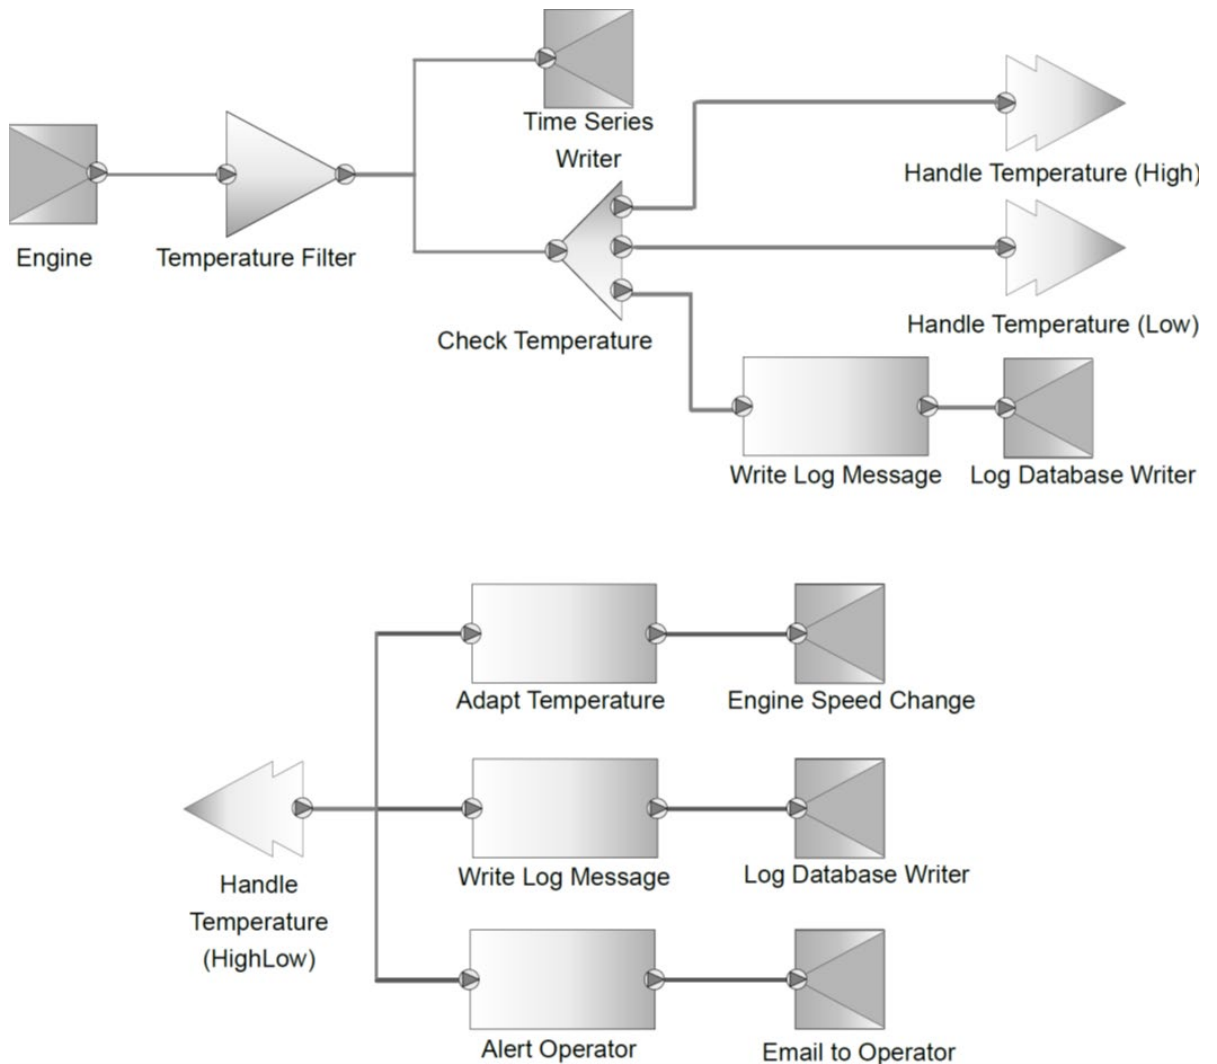 Time Series
Writer
Handle Temperature (High)
Engine
Temperature Filter
Handle Temperature (Low)
Check Temperature
Write Log Message
Log Database Writer
Adapt Temperature
Engine Speed Change
Handle
Temperature
(HighLow)
Write Log Message
Log Database Writer
Alert Operator
Email to Operator